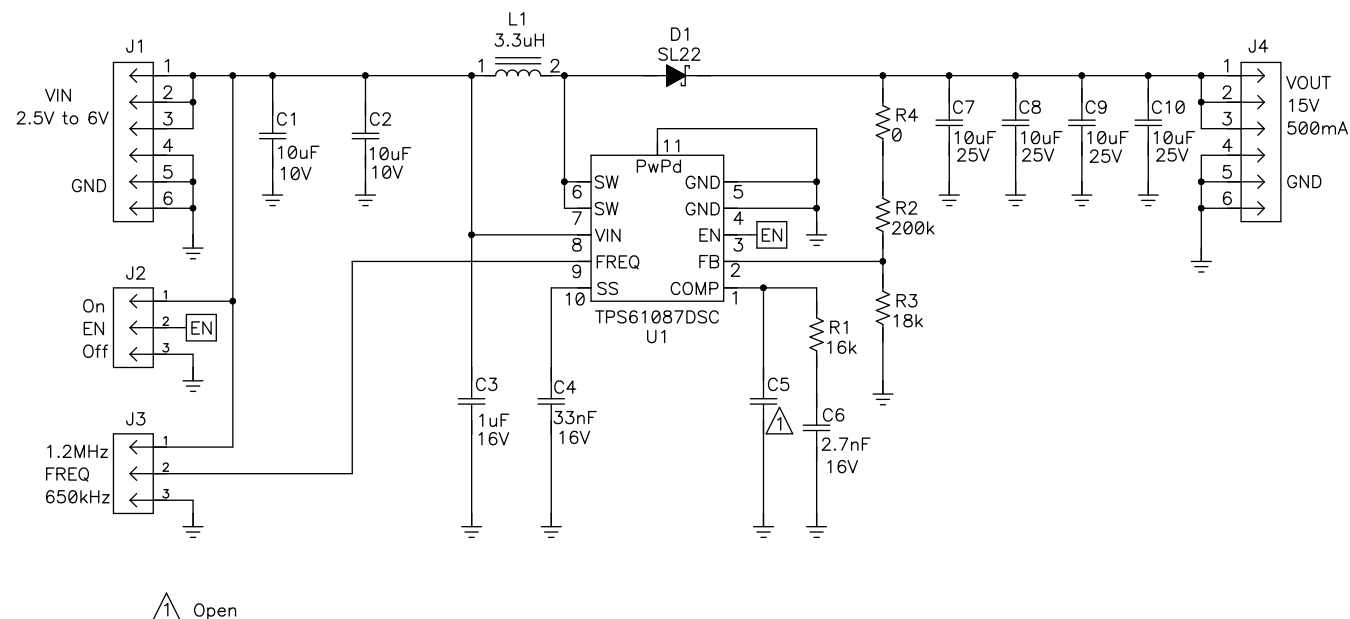 L1
3.3uH
D1
SL22
J1
J4
1
1 2
1
VIN
2.5V to 6V
2
3
4
GND
5
6
C1
10uF
10V
C2
10uF
10V
R4
0
C7
10uF
25V
C8
10uF
25V
C9
10uF
25V
C10
10uF
25V
2
3
4
5
6
VOUT
15V
500mA
GND
11
PwPd
SW
6
SW
7
VIN
8
FREQ
9
SS
10
GND
5
GND
4
EN
3
EN
FB
2
COMP
1
TPS61087DSC
U1
R2
200k
R3
18k
R1
16k
J2
On
EN
Off
1
2
3
EN
C3
1uF
16V
C4
33nF
16V
C5
1
C6
2.7nF
16V
J3
1.2MHz
FREQ
650kHz
1
2
3
1 Open